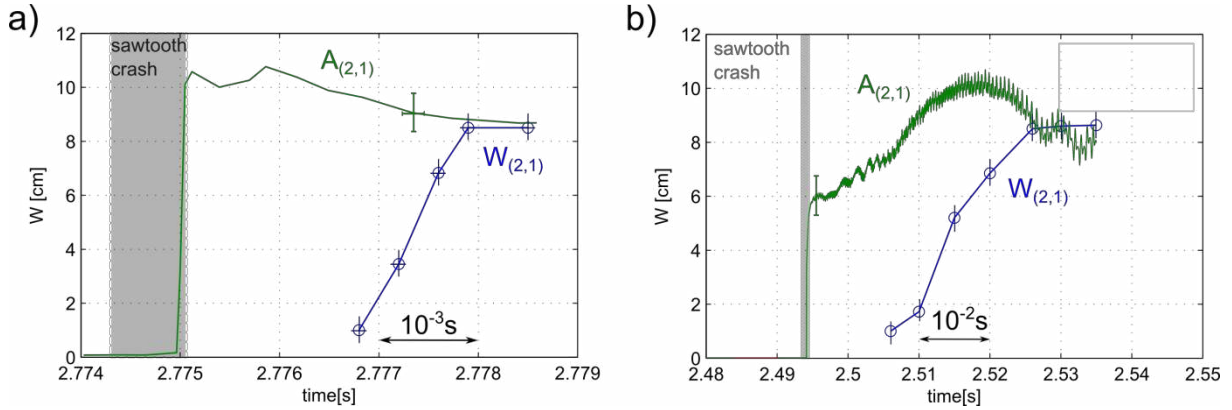 a)
12
10
8
6
4
2
0
W [cm]
sawtooth
crash
A(2,1)
W(2,1)
10-3s
2.774
2.775
2.776
2.777
2.778
2.779
time[s]
b)
12
10
8
6
4
2
0
W [cm]
sawtooth
crash
A(2,1)
W(2,1)
10-2s
2.48
2.49
2.5
2.51
2.52
2.53
2.54
2.55
time[s]